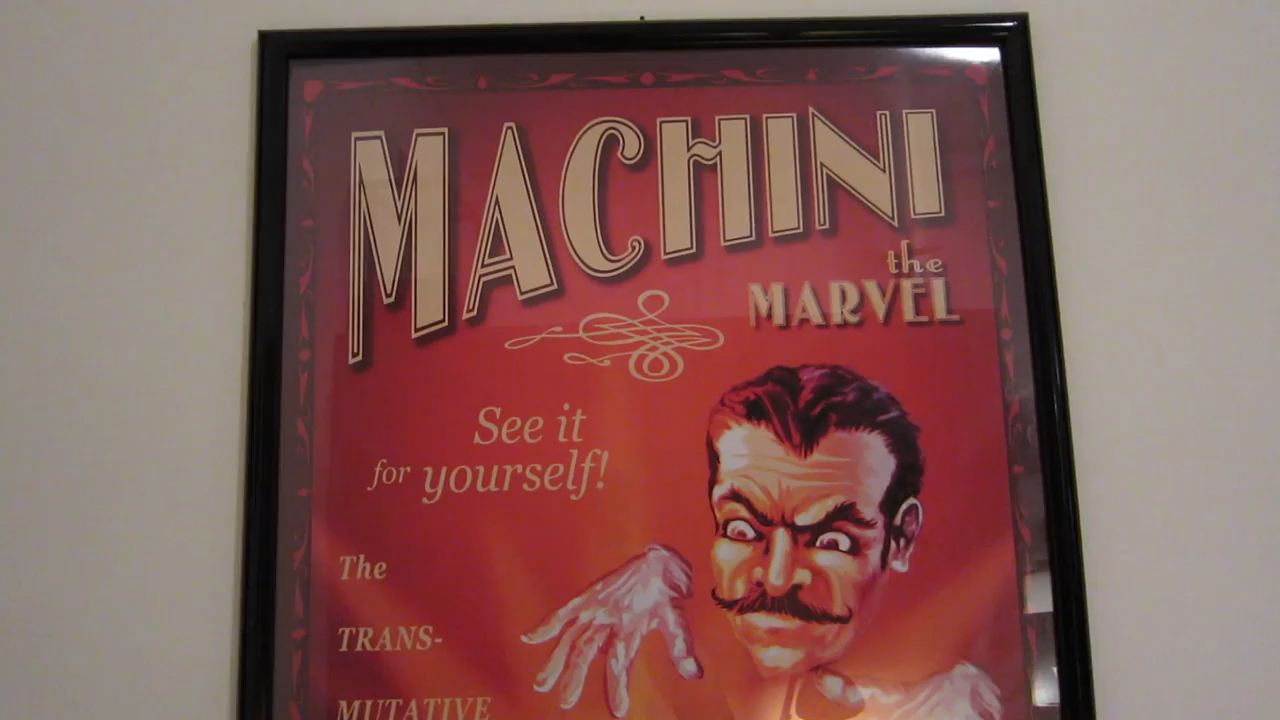 MACHINI
the
MARVEL
See it
for yourself!
The
TRANS-
MUTATIVE